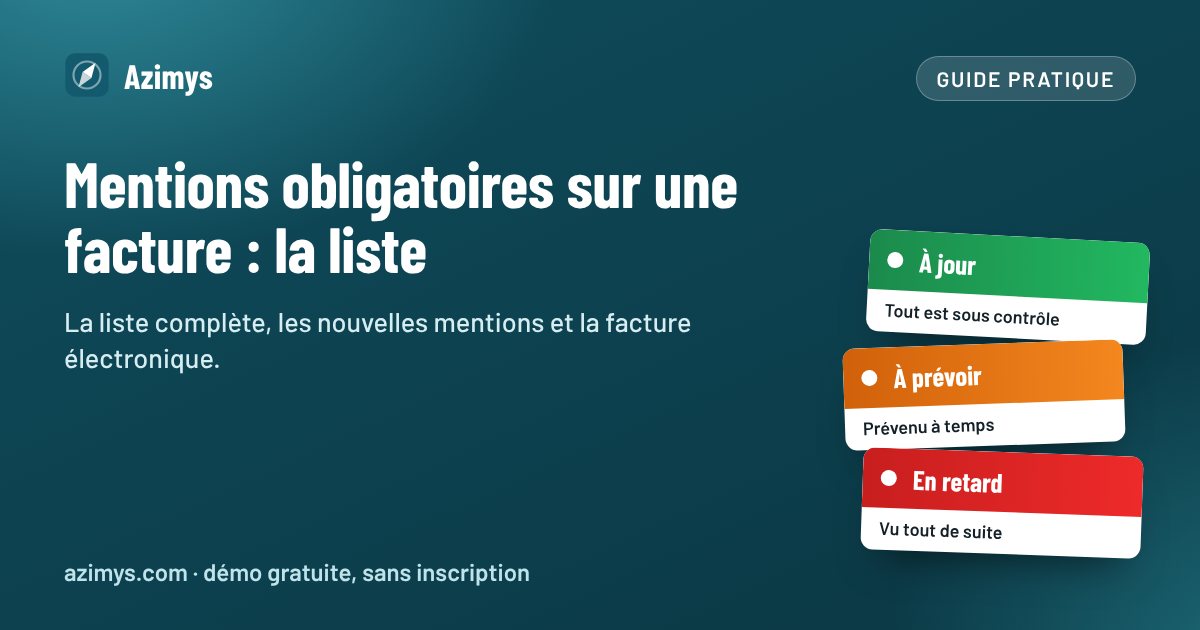 Azimys
GUIDE PRATIQUE
Mentions obligatoires sur une
facture : la liste
La liste complète, les nouvelles mentions et la facture
électronique.
À jour
Tout est sous contrôle
À prévoir
Prévenu à temps
En retard
Vu tout de suite
azimys.com · démo gratuite, sans inscription